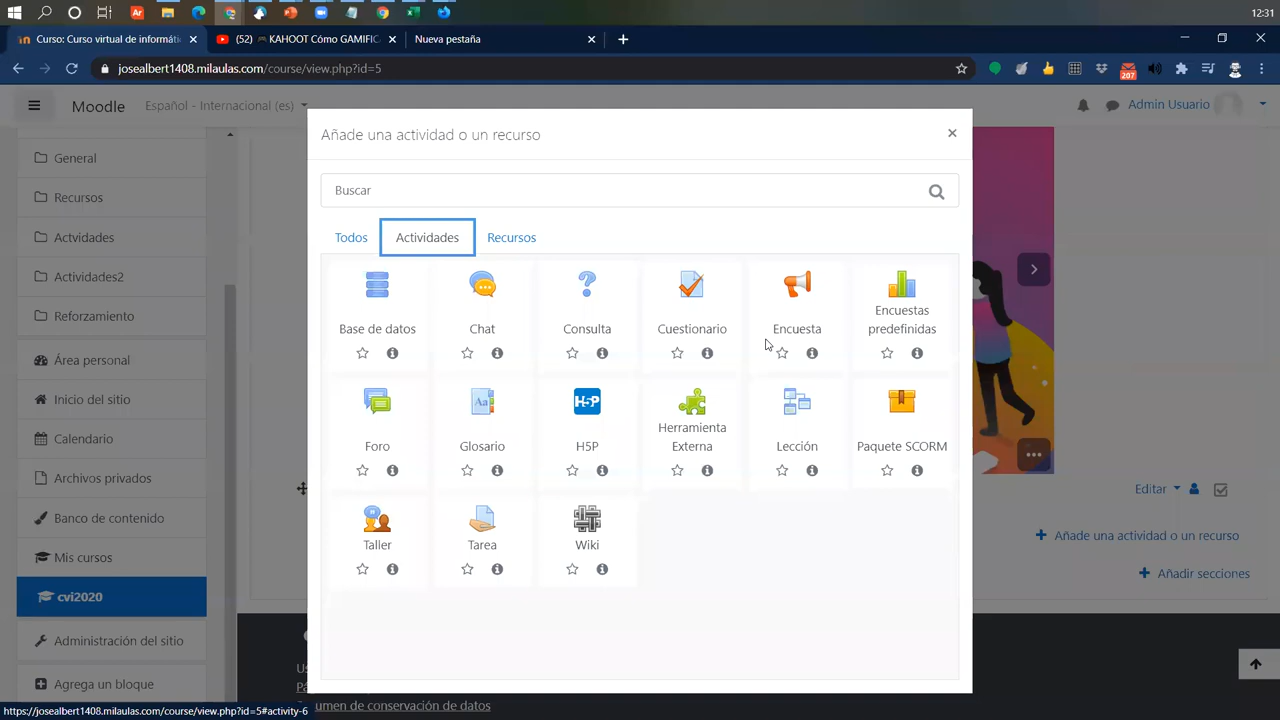 12:31
Curso: Curso virtual de informáti
(52) 🎮 KAHOOT Cómo GAMIFIC
Nueva pestaña
josealbert1408.milaulas.com/course/view.php?id=5
207
Moodle
Español - Internacional (es)
Admin Usuario
General
Recursos
Actividades
Actividades2
Reforzamiento
Área personal
Inicio del sitio
Calendario
Archivos privados
Banco de contenido
Mis cursos
cvi2020
Administración del sitio
Agrega un bloque
Añade una actividad o un recurso
Buscar
Todos
Actividades
Recursos
Base de datos
Chat
Consulta
Cuestionario
Encuesta
Encuestas
predefinidas
Foro
Glosario
H5P
H5P
Herramienta
Externa
Lección
Paquete SCORM
Taller
Tarea
Wiki
Editar
Añade una actividad o un recurso
Añadir secciones
Us
Pá
umen de conservación de datos
https://josealbert1408.milaulas.com/course/view.php?id=5#activity-6